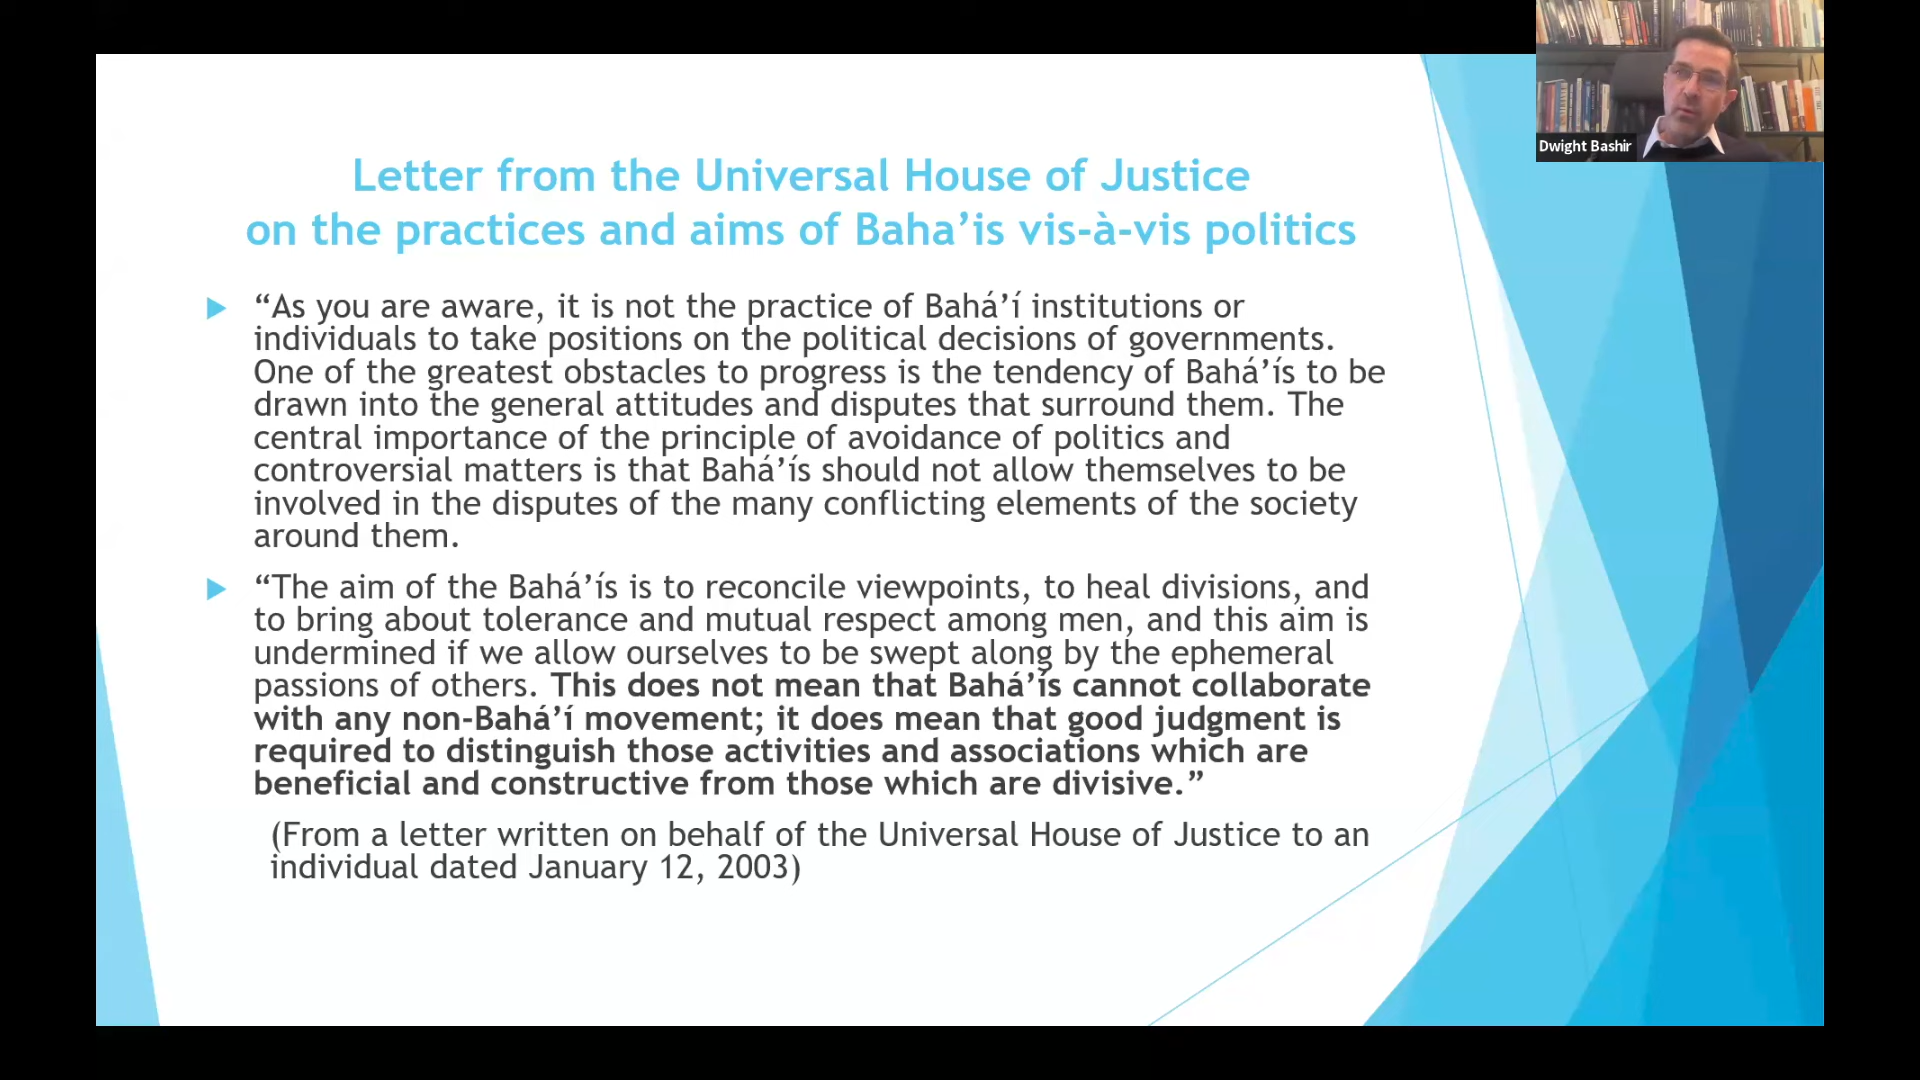 Letter from the Universal House of Justice
on the practices and aims of Baha’is vis-à-vis politics
“As you are aware, it is not the practice of Bahá’í institutions or
individuals to take positions on the political decisions of governments.
One of the greatest obstacles to progress is the tendency of Bahá’ís to be
drawn into the general attitudes and disputes that surround them. The
central importance of the principle of avoidance of politics and
controversial matters is that Bahá’ís should not allow themselves to be
involved in the disputes of the many conflicting elements of the society
around them.
“The aim of the Bahá’ís is to reconcile viewpoints, to heal divisions, and
to bring about tolerance and mutual respect among men, and this aim is
undermined if we allow ourselves to be swept along by the ephemeral
passions of others. This does not mean that Bahá’ís cannot collaborate
with any non-Bahá’í movement; it does mean that good judgment is
required to distinguish those activities and associations which are
beneficial and constructive from those which are divisive.”
(From a letter written on behalf of the Universal House of Justice to an
individual dated January 12, 2003)
Dwight Bashir